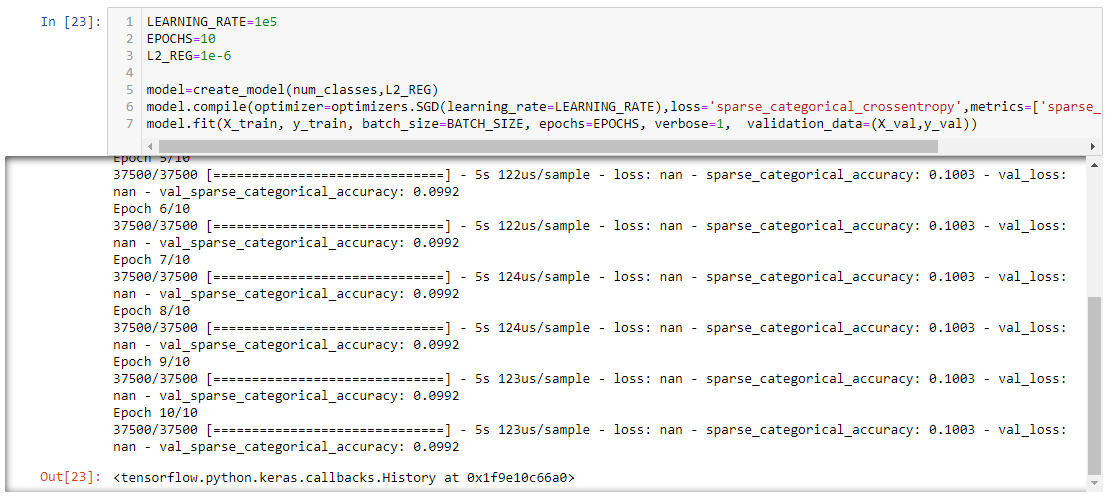 In [23]:
1 LEARNING_RATE=1e5
2 EPOCHS=10
3 L2_REG=1e-6
4
5 model=create_model(num_classes,L2_REG)
6 model.compile(optimizer=optimizers.SGD(learning_rate=LEARNING_RATE),loss='sparse_categorical_crossentropy',metrics=['sparse_
7 model.fit(X_train, y_train, batch_size=BATCH_SIZE, epochs=EPOCHS, verbose=1,  validation_data=(X_val,y_val))
Epoch 5/10
37500/37500 [==============================] - 5s 122us/sample - loss: nan - sparse_categorical_accuracy: 0.1003 - val_loss:
nan - val_sparse_categorical_accuracy: 0.0992
Epoch 6/10
37500/37500 [==============================] - 5s 122us/sample - loss: nan - sparse_categorical_accuracy: 0.1003 - val_loss:
nan - val_sparse_categorical_accuracy: 0.0992
Epoch 7/10
37500/37500 [==============================] - 5s 124us/sample - loss: nan - sparse_categorical_accuracy: 0.1003 - val_loss:
nan - val_sparse_categorical_accuracy: 0.0992
Epoch 8/10
37500/37500 [==============================] - 5s 124us/sample - loss: nan - sparse_categorical_accuracy: 0.1003 - val_loss:
nan - val_sparse_categorical_accuracy: 0.0992
Epoch 9/10
37500/37500 [==============================] - 5s 123us/sample - loss: nan - sparse_categorical_accuracy: 0.1003 - val_loss:
nan - val_sparse_categorical_accuracy: 0.0992
Epoch 10/10
37500/37500 [==============================] - 5s 123us/sample - loss: nan - sparse_categorical_accuracy: 0.1003 - val_loss:
nan - val_sparse_categorical_accuracy: 0.0992
Out[23]: <tensorflow.python.keras.callbacks.History at 0x1f9e10c66a0>